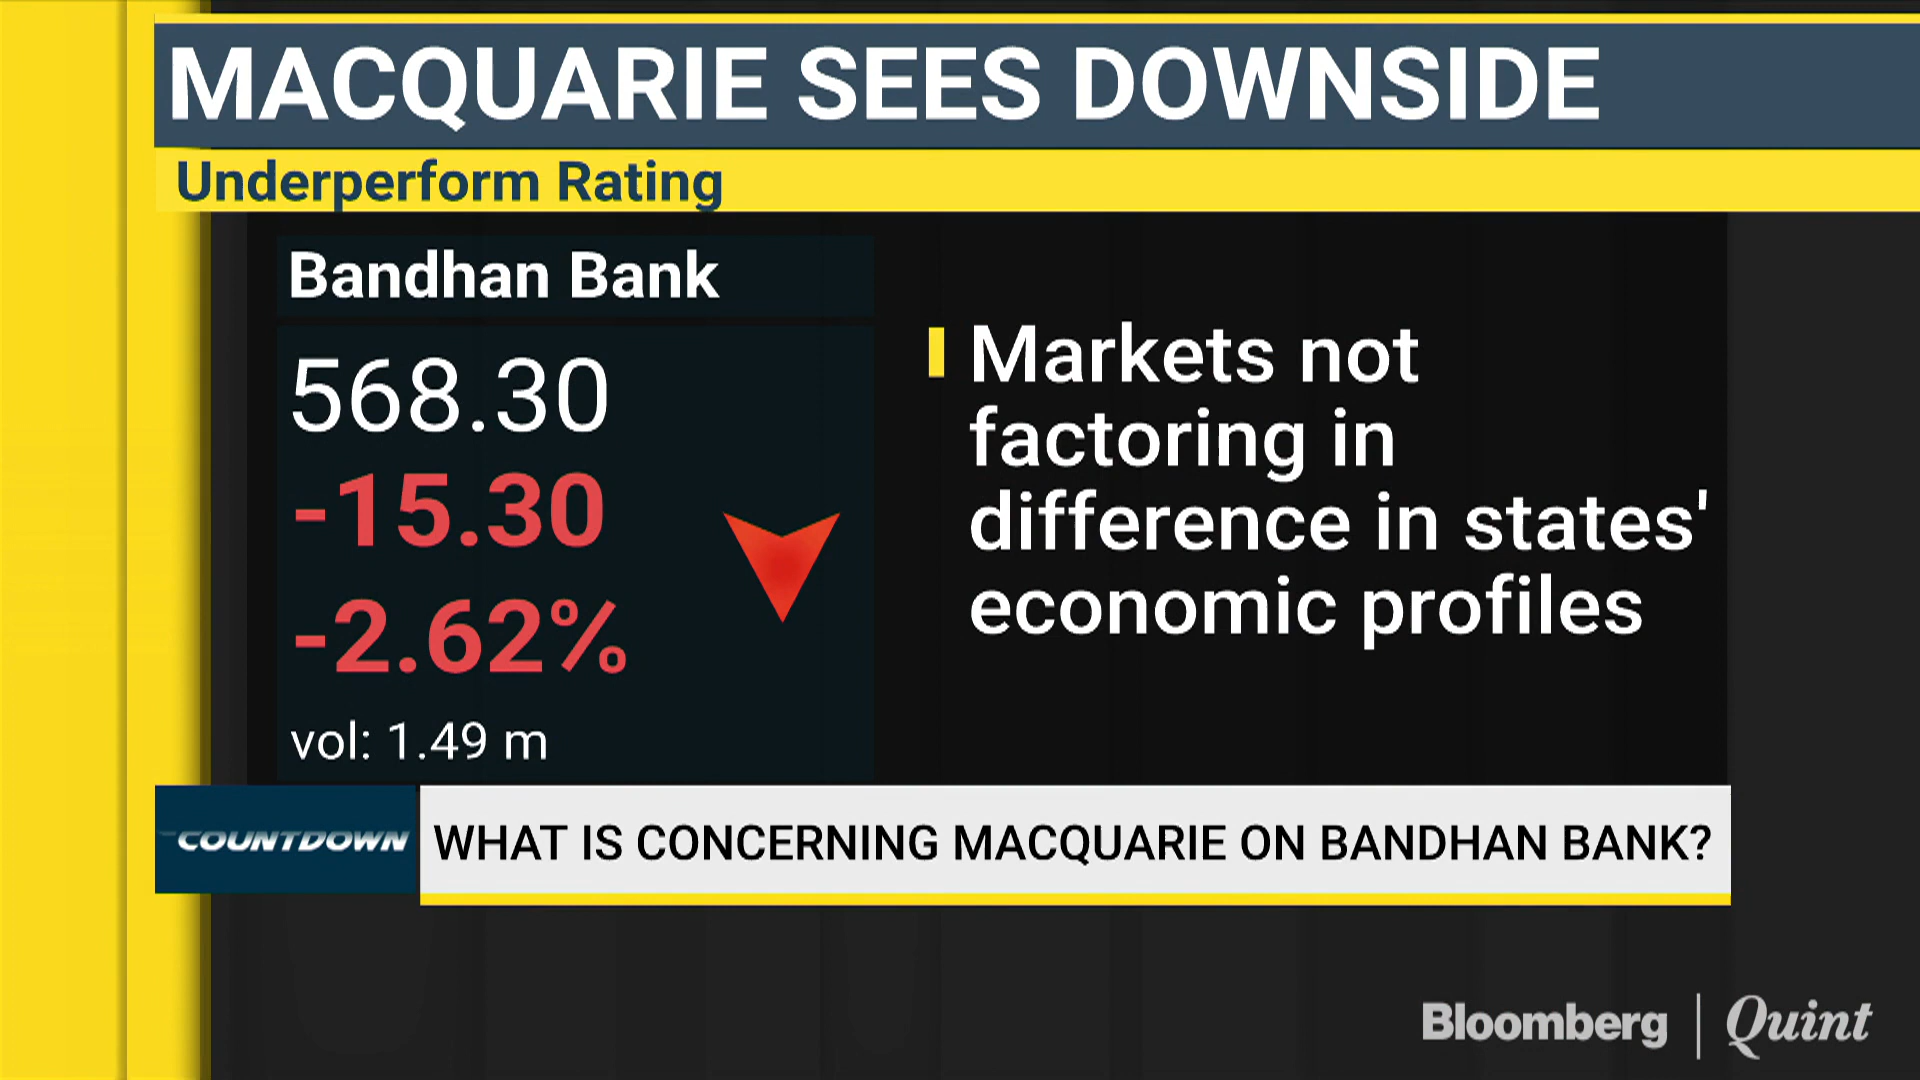 MACQUARIE SEES DOWNSIDE
Underperform Rating
Bandhan Bank
568.30
-15.30
-2.62%
vol: 1.49 m
Markets not
factoring in
difference in states'
economic profiles
COUNTDOWN
WHAT IS CONCERNING MACQUARIE ON BANDHAN BANK?
Bloomberg | Quint